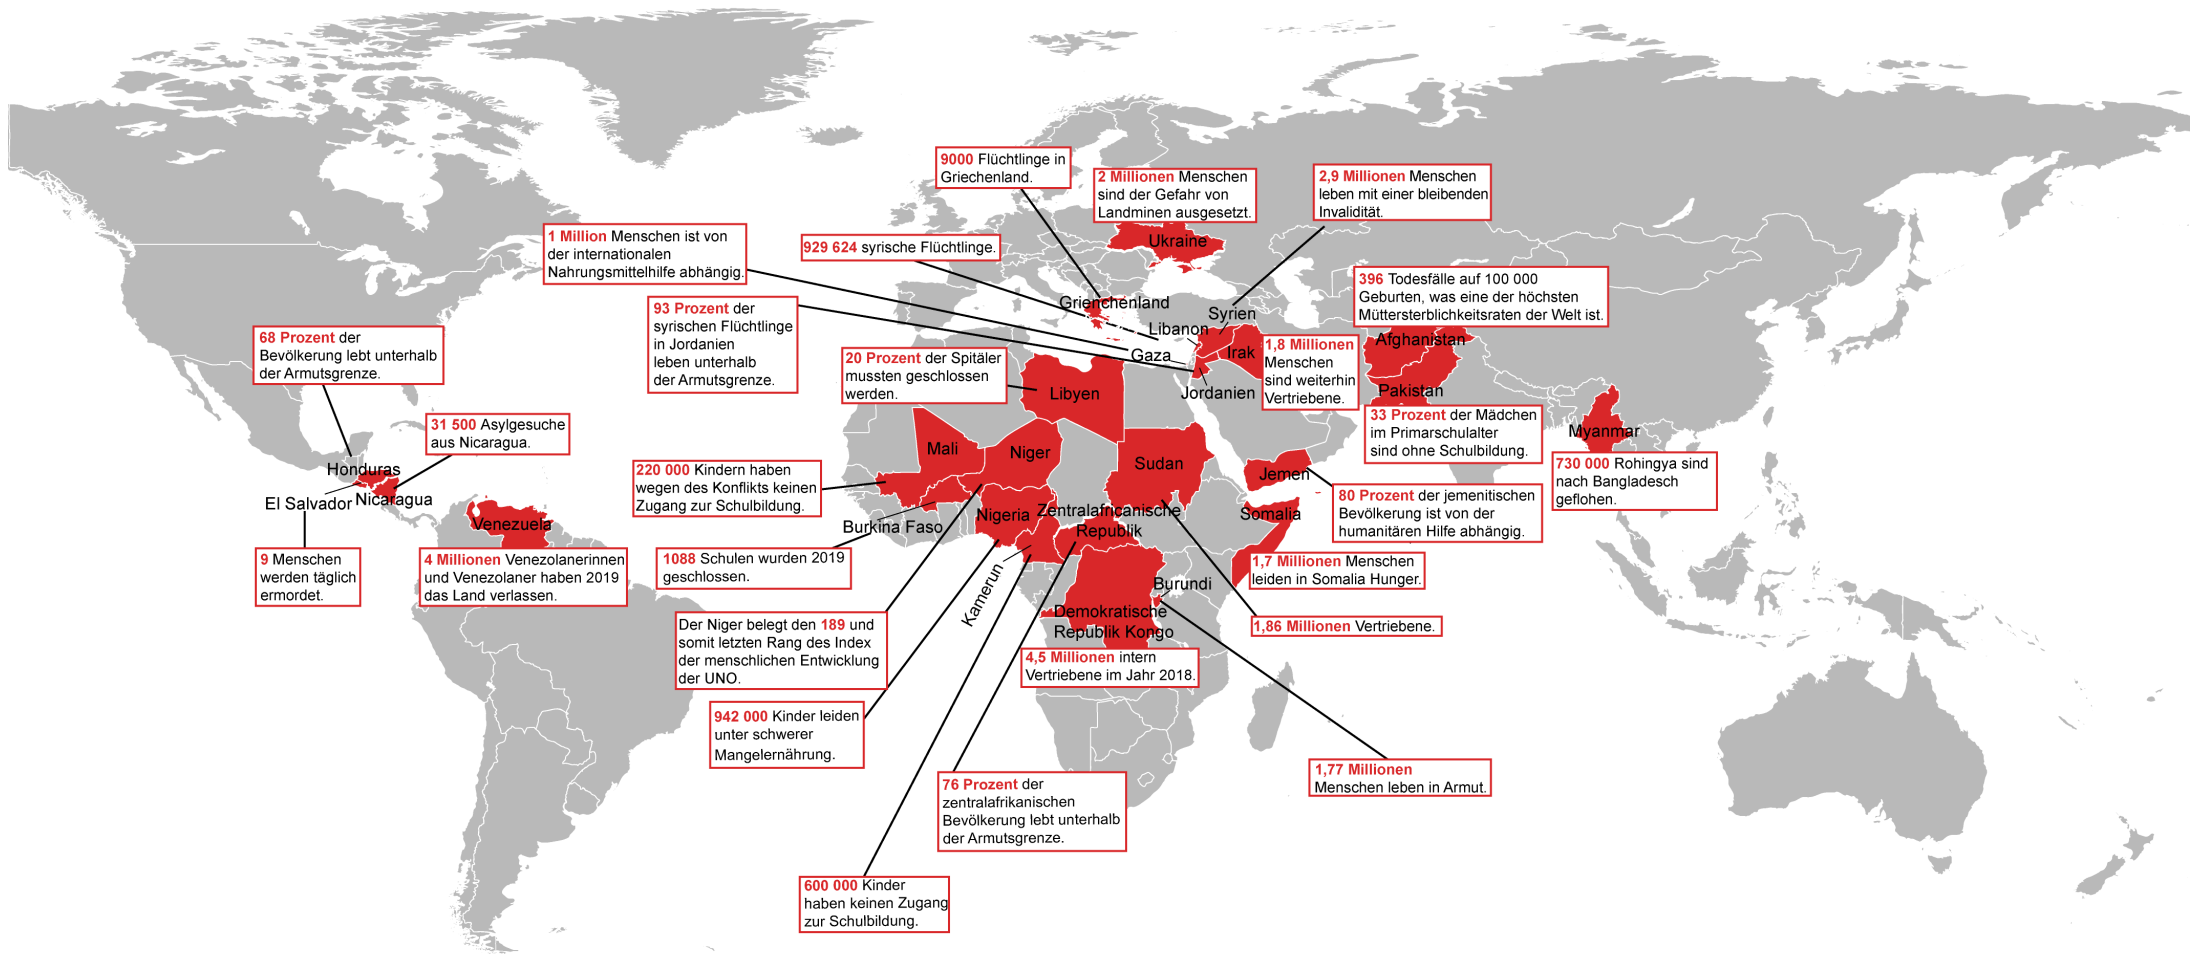 9000 Flüchtlinge in
Griechenland.
2 Millionen Menschen
sind der Gefahr von
Landminen ausgesetzt.
2,9 Millionen Menschen
leben mit einer bleibenden
Invalidität.
1 Million Menschen ist von
der internationalen
Nahrungsmittelhilfe abhängig.
929 624 syrische Flüchtlinge.
Ukraine
93 Prozent der
syrischen Flüchtlinge
in Jordanien
leben unterhalb
der Armutsgrenze.
396 Todesfälle auf 100 000
Geburten, was eine der höchsten
Müttersterblichkeitsraten der Welt ist.
Grienchenland
Syrien
Libanon
Gaza
Irak
Jordanien
Afghanistan
Pakistan
68 Prozent der
Bevölkerung lebt unterhalb
der Armutsgrenze.
20 Prozent der Spitäler
mussten geschlossen
werden.
Libyen
1,8 Millionen
Menschen
sind weiterhin
Vertriebene.
33 Prozent der Mädchen
im Primarschulalter
sind ohne Schulbildung.
Myanmar
730 000 Rohingya sind
nach Bangladesch
geflohen.
31 500 Asylgesuche
aus Nicaragua.
Honduras
El Salvador
Nicaragua
Venezuela
220 000 Kindern haben
wegen des Konflikts keinen
Zugang zur Schulbildung.
Mali
Niger
Sudan
Jemen
80 Prozent der jemenitischen
Bevölkerung ist von der
humanitären Hilfe abhängig.
Burkina Faso
Nigeria
Zentralafricanische
Republik
Somalia
9 Menschen
werden täglich
ermordet.
4 Millionen Venezolanerinnen
und Venezolaner haben 2019
das Land verlassen.
1088 Schulen wurden 2019
geschlossen.
1,7 Millionen Menschen
leiden in Somalia Hunger.
Kamerun
Burundi
Demokratische
Republik Kongo
Der Niger belegt den 189 und
somit letzten Rang des Index
der menschlichen Entwicklung
der UNO.
1,86 Millionen Vertriebene.
4,5 Millionen intern
Vertriebene im Jahr 2018.
942 000 Kinder leiden
unter schwerer
Mangelernährung.
76 Prozent der
zentralafrikanischen
Bevölkerung lebt unterhalb
der Armutsgrenze.
1,77 Millionen
Menschen leben in Armut.
600 000 Kinder
haben keinen Zugang
zur Schulbildung.